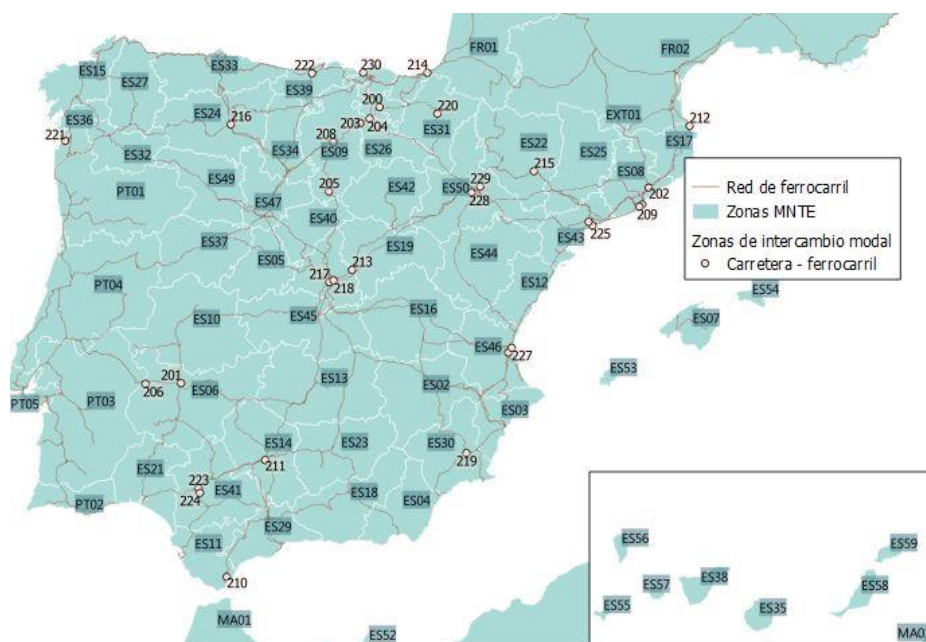 FR01
FR02
ES15
ES27
ES33
222
230
214
ES39
200
220
ES36
ES24
216
203
204
ES31
EXT01
212
221
208
ES17
ES32
ES34
ES09
ES26
ES22
ES25
215
ES08
PT01
ES49
205
ES42
ES50
229
228
202
ES47
ES40
209
ES43
225
ES37
ES05
ES19
ES44
217
213
218
ES12
PT04
ES54
ES10
ES45
ES16
ES07
ES46
227
201
206
ES06
ES13
ES02
ES53
PT05
PT03
ES03
ES14
ES23
ES30
219
211
ES21
223
224
ES41
ES18
ES04
PT02
ES29
ES11
210
MA01
ES52
Red de ferrocarril
Zonas MNTE
Zonas de intercambio modal
Carretera - ferrocarril
ES56
ES59
ES57
ES38
ES58
ES55
ES35